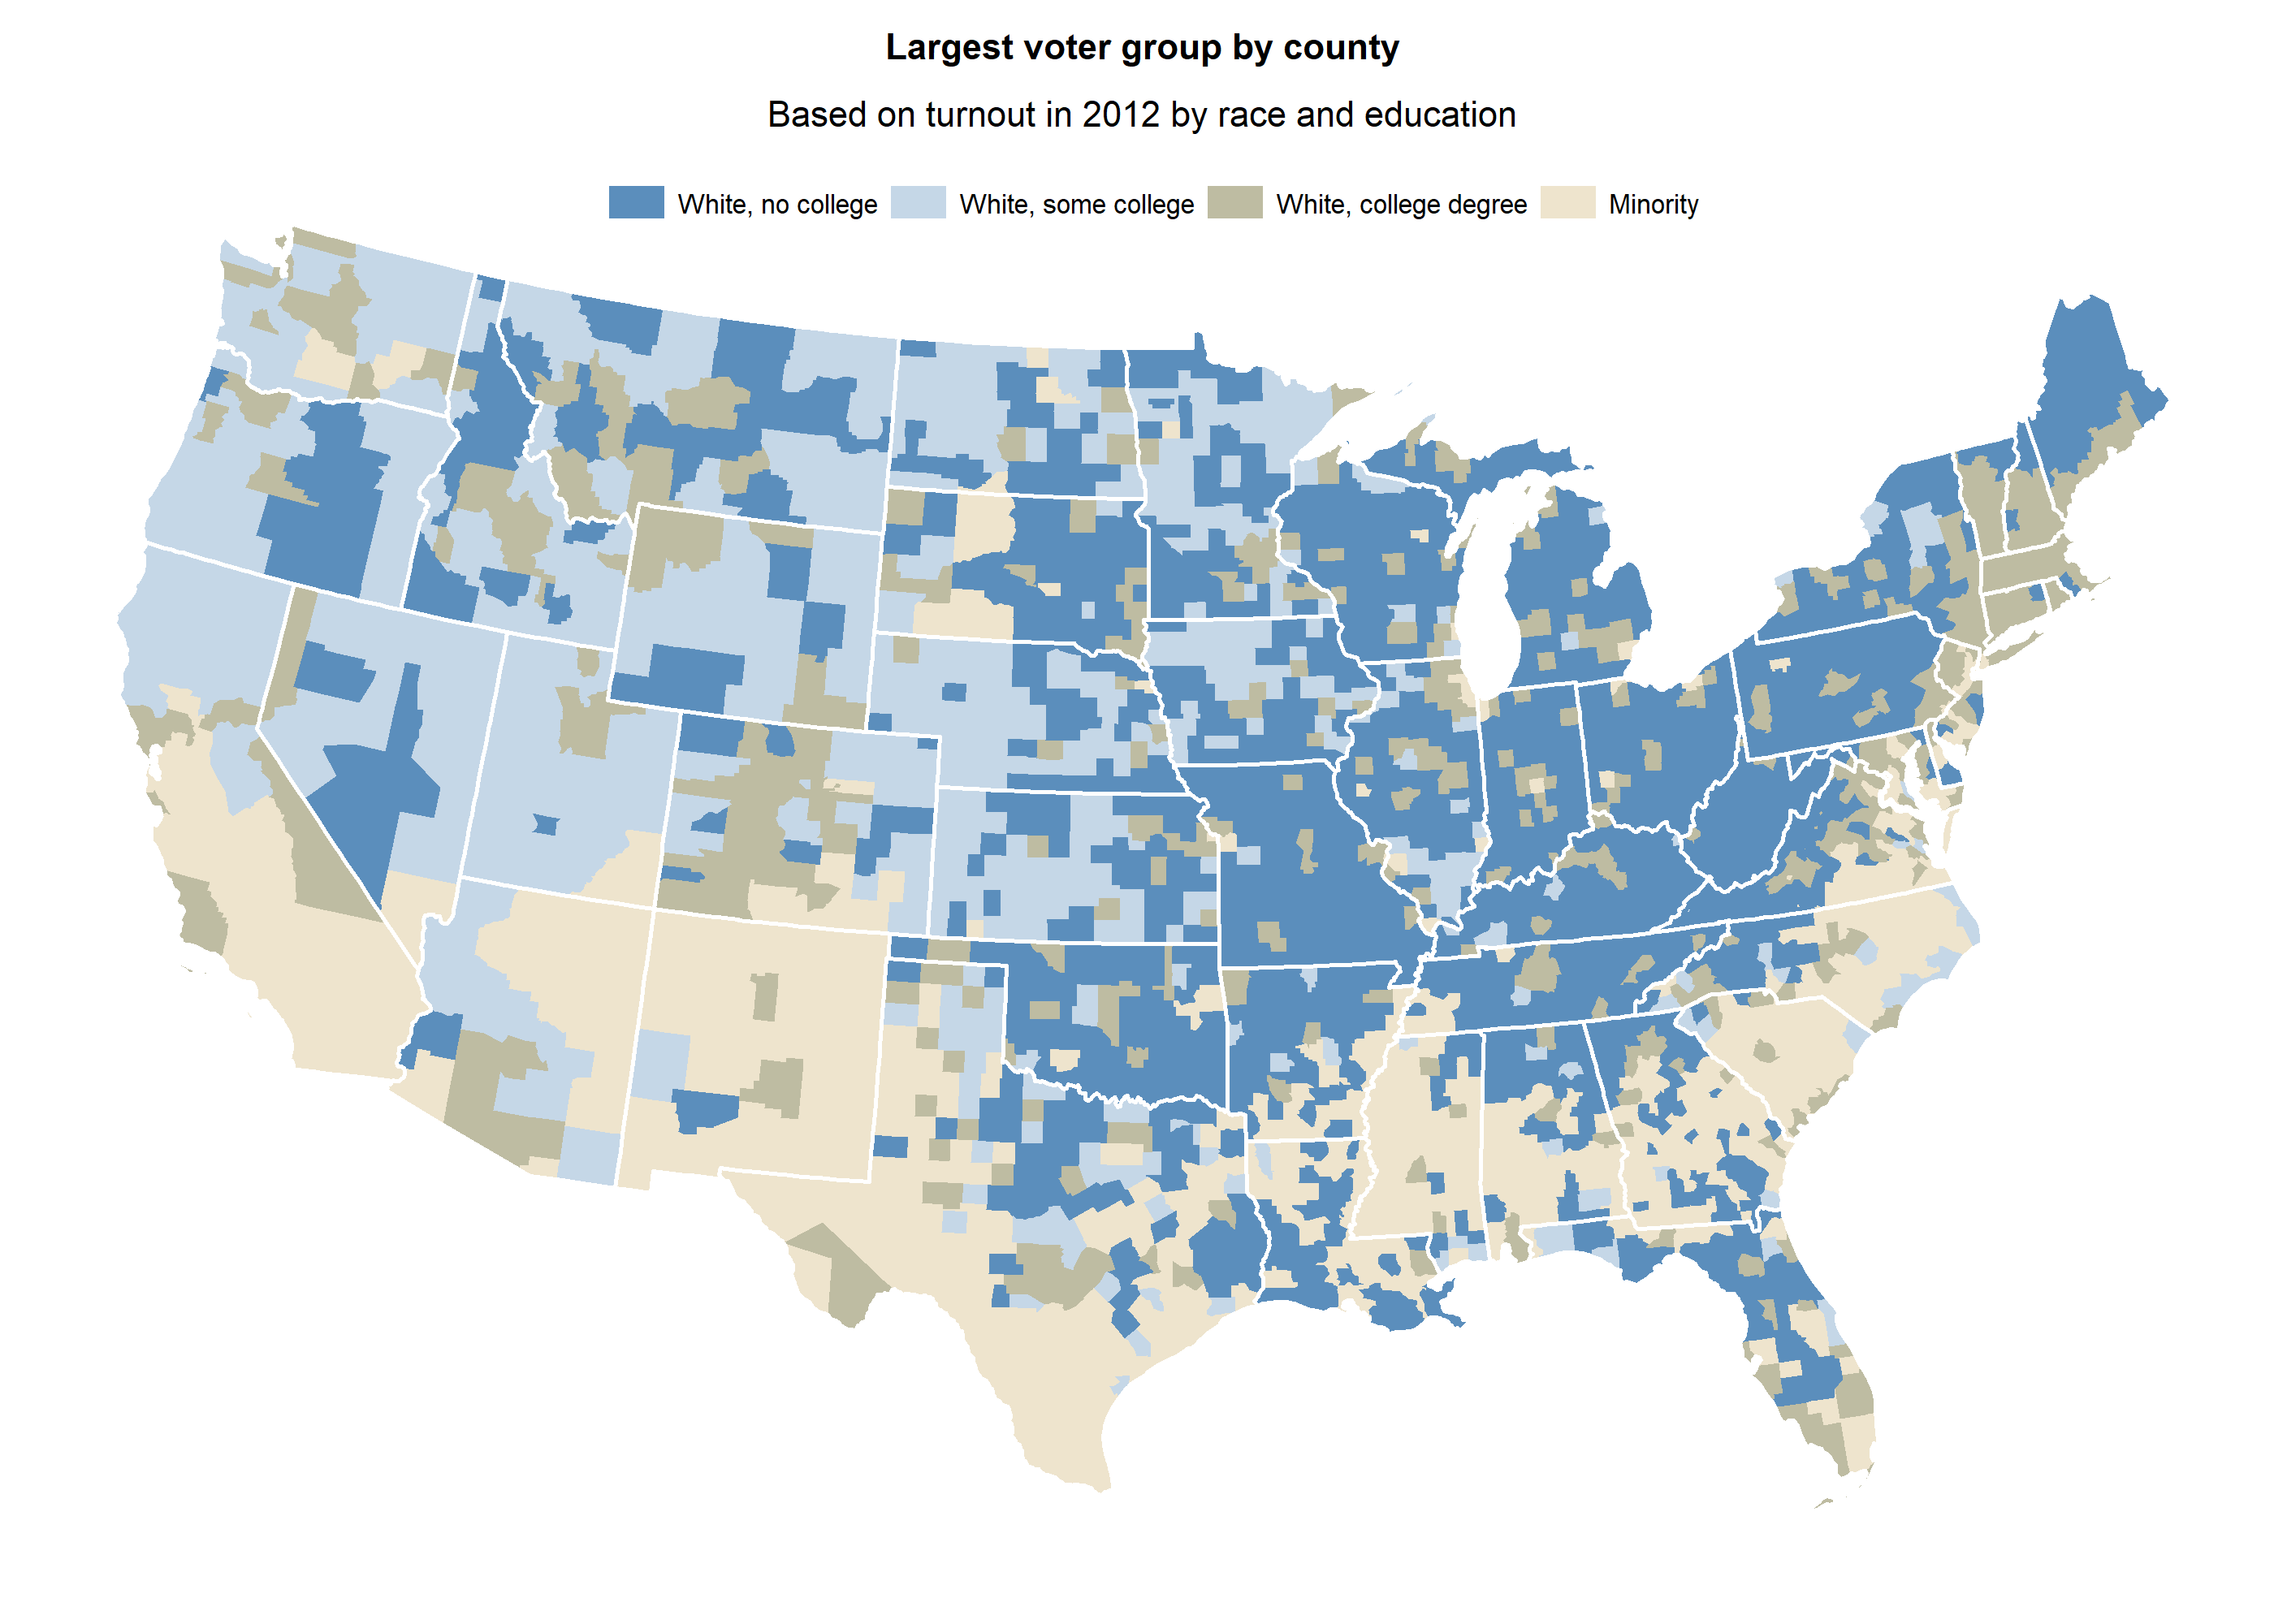 Largest voter group by county
Based on turnout in 2012 by race and education
White, no college White, some college White, college degree Minority